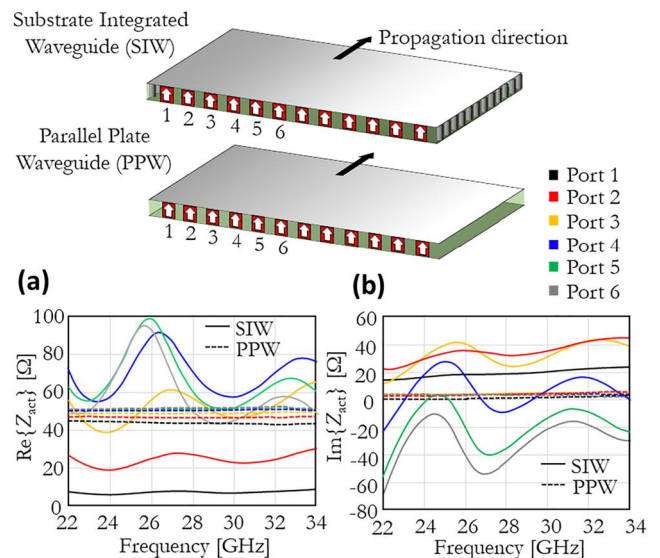 Substrate Integrated
Waveguide (SIW)
Propagation direction
1 2 3 4 5 6
Parallel Plate
Waveguide (PPW)
1 2 3 4 5 6
Port 1
Port 2
Port 3
Port 4
Port 5
Port 6
(a)
Re{Zact} [Ω]
100
80
60
40
20
0
SIW
PPW
22 24 26 28 30 32 34
Frequency [GHz]
(b)
Im{Zact} [Ω]
60
40
20
0
-20
-40
-60
-80
SIW
PPW
22 24 26 28 30 32 34
Frequency [GHz]